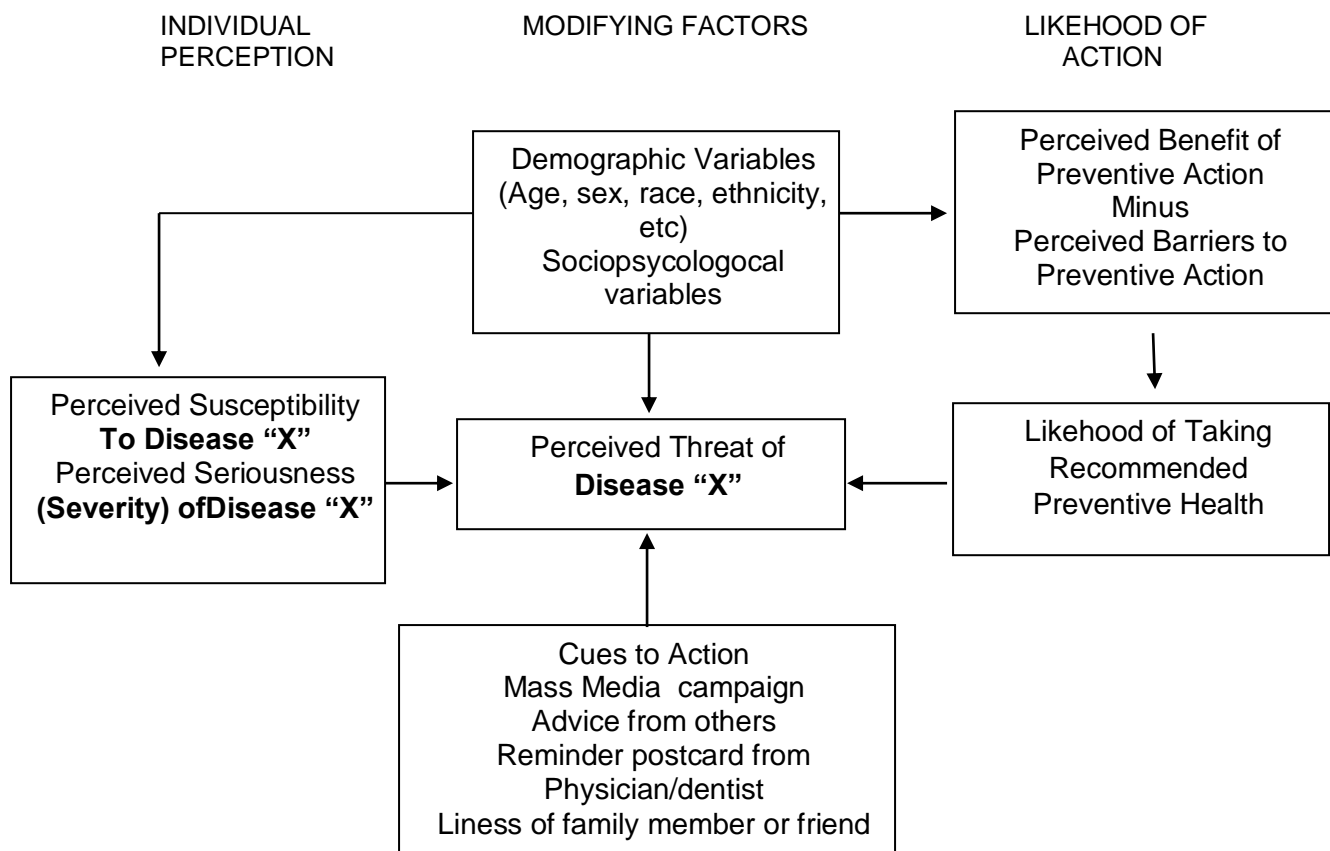 INDIVIDUAL
PERCEPTION
MODIFYING FACTORS
LIKEHOOD OF
ACTION
Demographic Variables
(Age, sex, race, ethnicity,
etc)
Sociopsycologocal
variables
Perceived Benefit of
Preventive Action
Minus
Perceived Barriers to
Preventive Action
Perceived Susceptibility
To Disease “X”
Perceived Seriousness
(Severity) ofDisease “X”
Perceived Threat of
Disease “X”
Likehood of Taking
Recommended
Preventive Health
Cues to Action
Mass Media campaign
Advice from others
Reminder postcard from
Physician/dentist
Liness of family member or friend